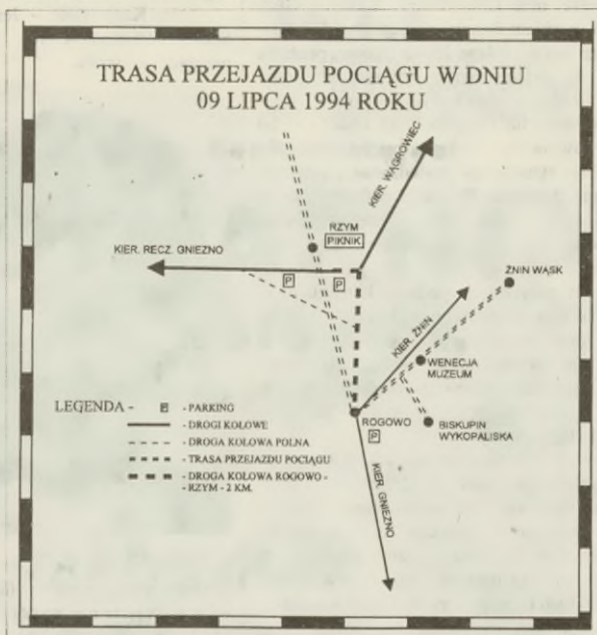 TRASA PRZEJAZDU POCIĄGU W DNIU
09 LIPCA 1994 ROKU
KIER. WĄGROWIEC
RZYM
PIKNIK
KIER. RECZ. GNIEZNO
P
P
ŻNIN WĄSK
KIER. ŻNIN
WENECJA
MUZEUM
ROGOWO
P
BISKUPIN
WYKOPALISKA
KIER. GNIEZNO
LEGENDA - P - PARKING
- DROGI KOŁOWE
- DROGA KOŁOWA POLNA
- TRASA PRZEJAZDU POCIĄGU
- DROGA KOŁOWA ROGOWO -
- RZYM - 2 KM.